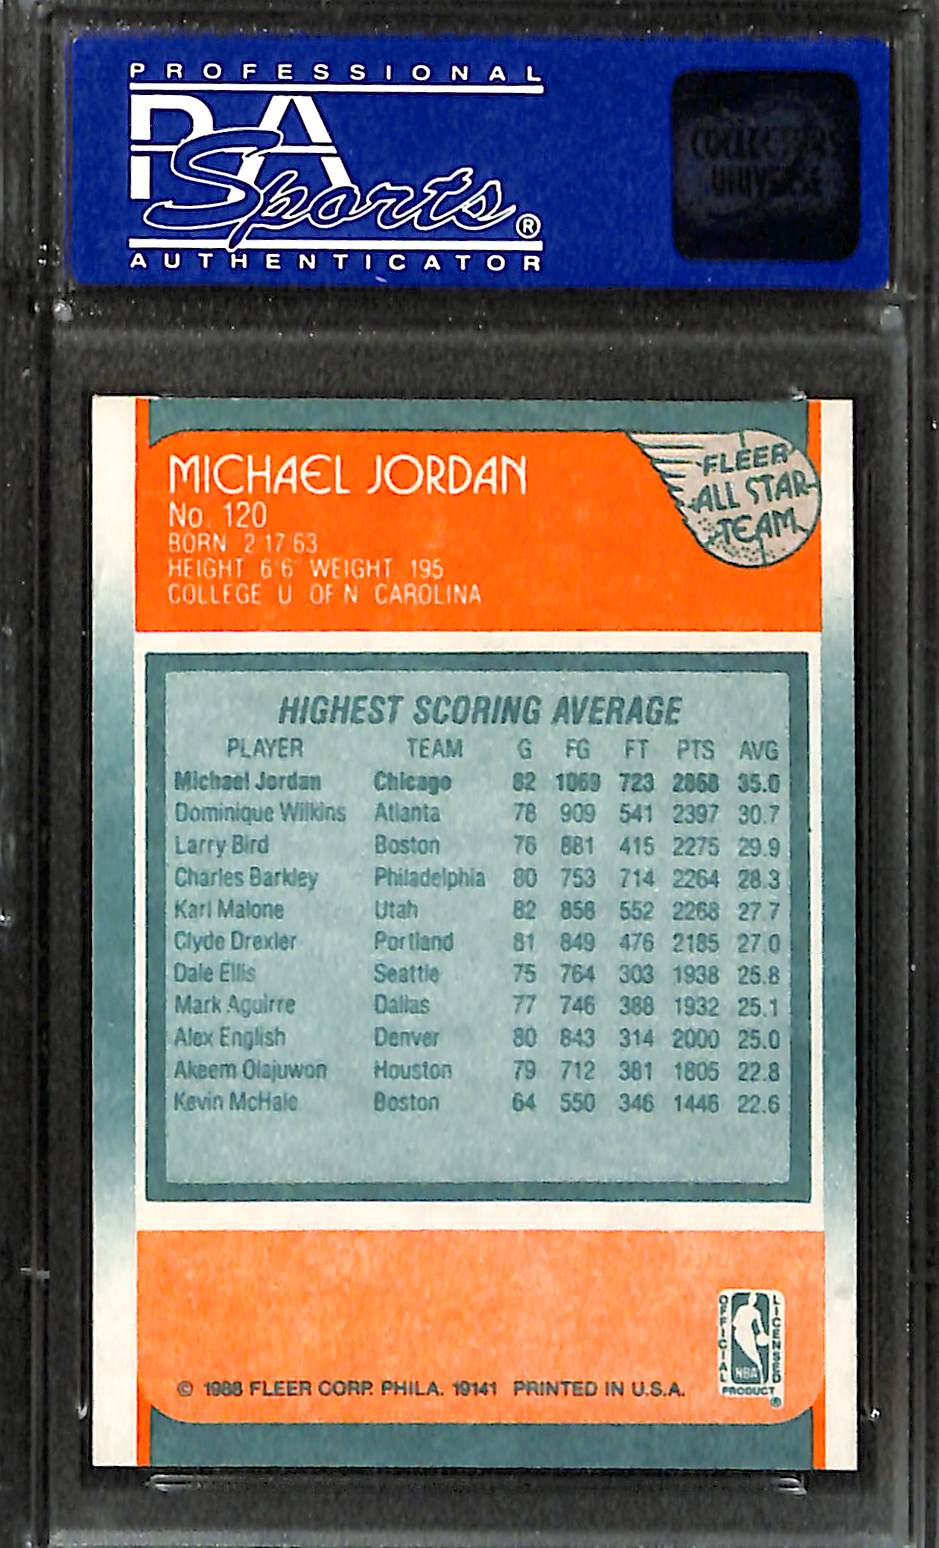 PROFESSIONAL
PSA
Sports®
AUTHENTICATOR
COLLECTORS
UNIVERSE
MICHAEL JORDAN
No. 120
BORN 2 17 63
HEIGHT 6'6" WEIGHT 195
COLLEGE U OF N CAROLINA
FLEER
ALL STAR
TEAM
HIGHEST SCORING AVERAGE
PLAYER TEAM G FG FT PTS AVG
Michael Jordan Chicago 82 1069 723 2868 35.0
Dominique Wilkins Atlanta 78 909 541 2397 30.7
Larry Bird Boston 76 881 415 2275 29.9
Charles Barkley Philadelphia 80 753 714 2264 28.3
Karl Malone Utah 82 858 552 2268 27.7
Clyde Drexler Portland 81 849 476 2185 27.0
Dale Ellis Seattle 75 764 303 1938 25.8
Mark Aguirre Dallas 77 746 388 1932 25.1
Alex English Denver 80 843 314 2000 25.0
Akeem Olajuwon Houston 79 712 381 1805 22.8
Kevin McHale Boston 64 550 346 1446 22.6
OFFICIAL LICENSED
NBA
PRODUCT
®
© 1988 FLEER CORP. PHILA. 19141 PRINTED IN U.S.A.